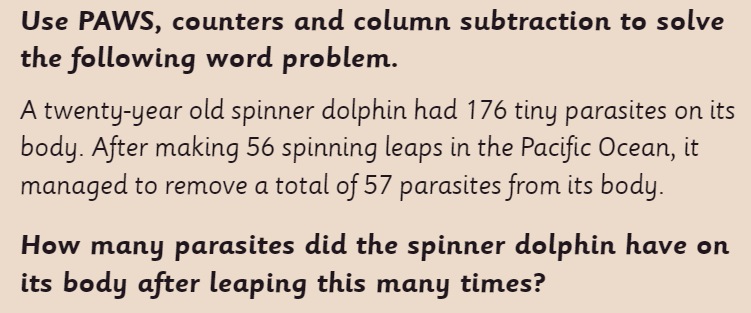 Use PAWS, counters and column subtraction to solve
the following word problem.
A twenty-year old spinner dolphin had 176 tiny parasites on its
body. After making 56 spinning leaps in the Pacific Ocean, it
managed to remove a total of 57 parasites from its body.
How many parasites did the spinner dolphin have on
its body after leaping this many times?